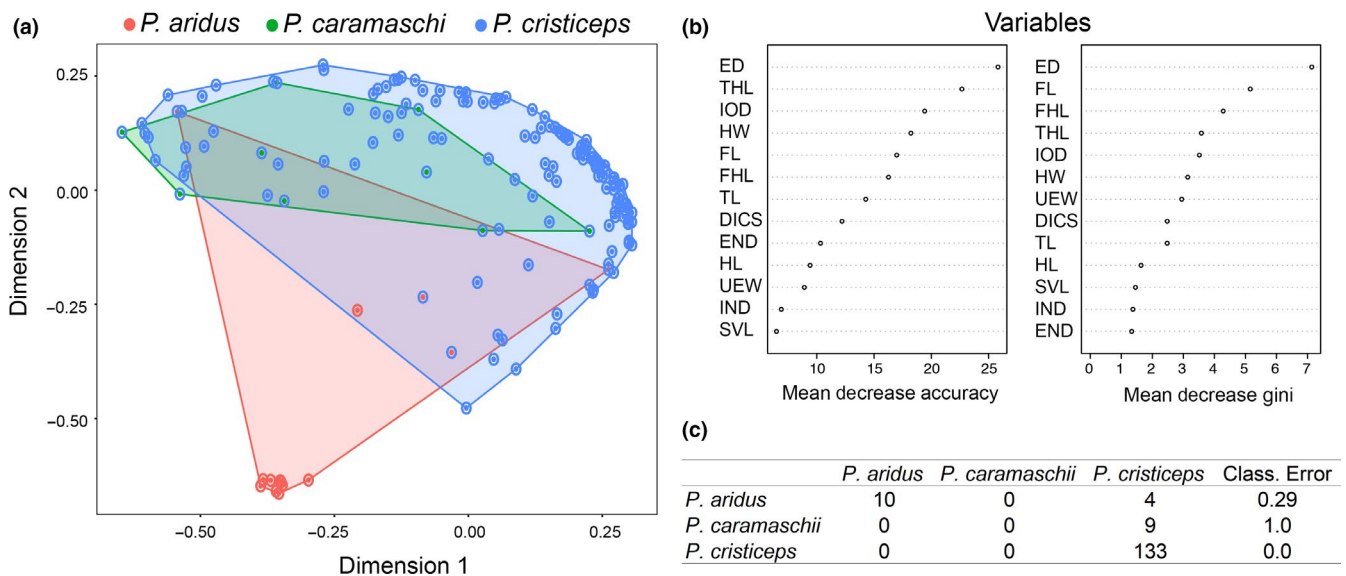 (a)
P. aridus P. caramaschi P. cristiceps
Dimension 2
0.25
0.00
−0.25
−0.50
−0.50 −0.25 0.00 0.25
Dimension 1
(b)
Variables
ED
THL
IOD
HW
FL
FHL
TL
DICS
END
HL
UEW
IND
SVL
10 15 20 25
Mean decrease accuracy
ED
FL
FHL
THL
IOD
HW
UEW
DICS
TL
HL
SVL
IND
END
0 1 2 3 4 5 6 7
Mean decrease gini
(c)
P. aridus P. caramaschii P. cristiceps Class. Error
P. aridus 10 0 4 0.29
P. caramaschii 0 0 9 1.0
P. cristiceps 0 0 133 0.0